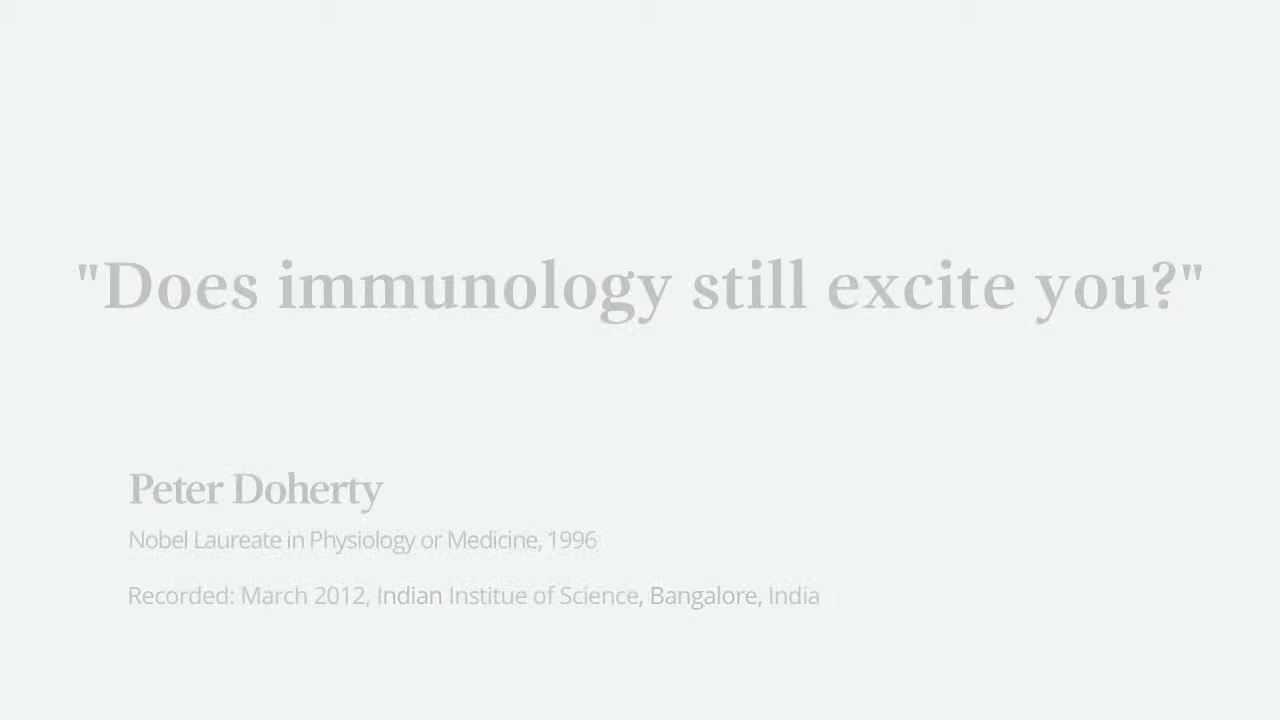 "Does immunology still excite you?"
Peter Doherty
Nobel Laureate in Physiology or Medicine, 1996
Recorded: March 2012, Indian Institue of Science, Bangalore, India